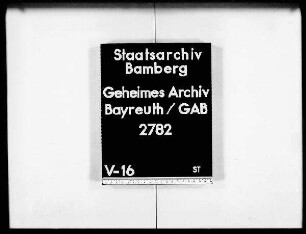 Staatsarchiv
Bamberg
Geheimes Archiv
Bayreuth / GAB
2782
V-16 ST